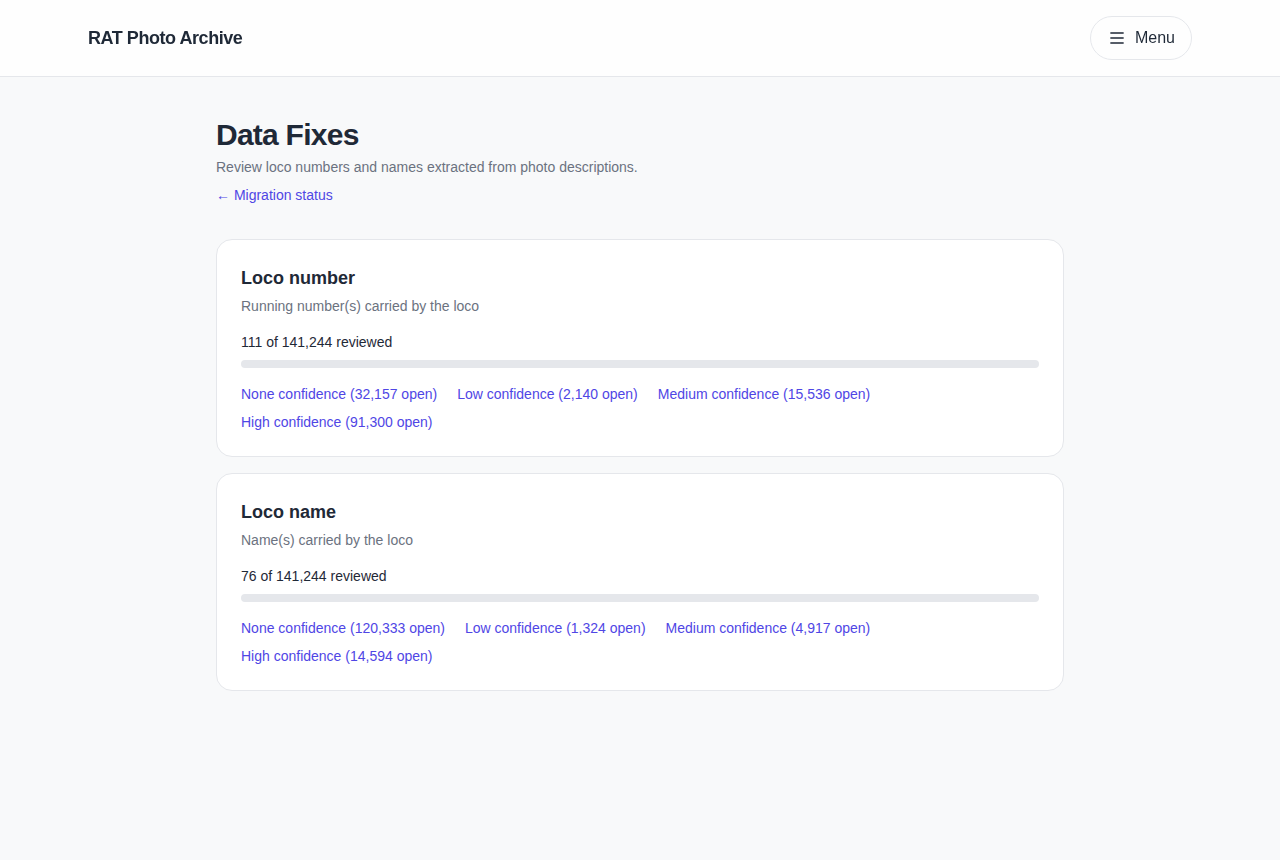 RAT Photo Archive
Menu
Data Fixes
Review loco numbers and names extracted from photo descriptions.
← Migration status
Loco number
Running number(s) carried by the loco
111 of 141,244 reviewed
None confidence (32,157 open) Low confidence (2,140 open) Medium confidence (15,536 open)
High confidence (91,300 open)
Loco name
Name(s) carried by the loco
76 of 141,244 reviewed
None confidence (120,333 open) Low confidence (1,324 open) Medium confidence (4,917 open)
High confidence (14,594 open)